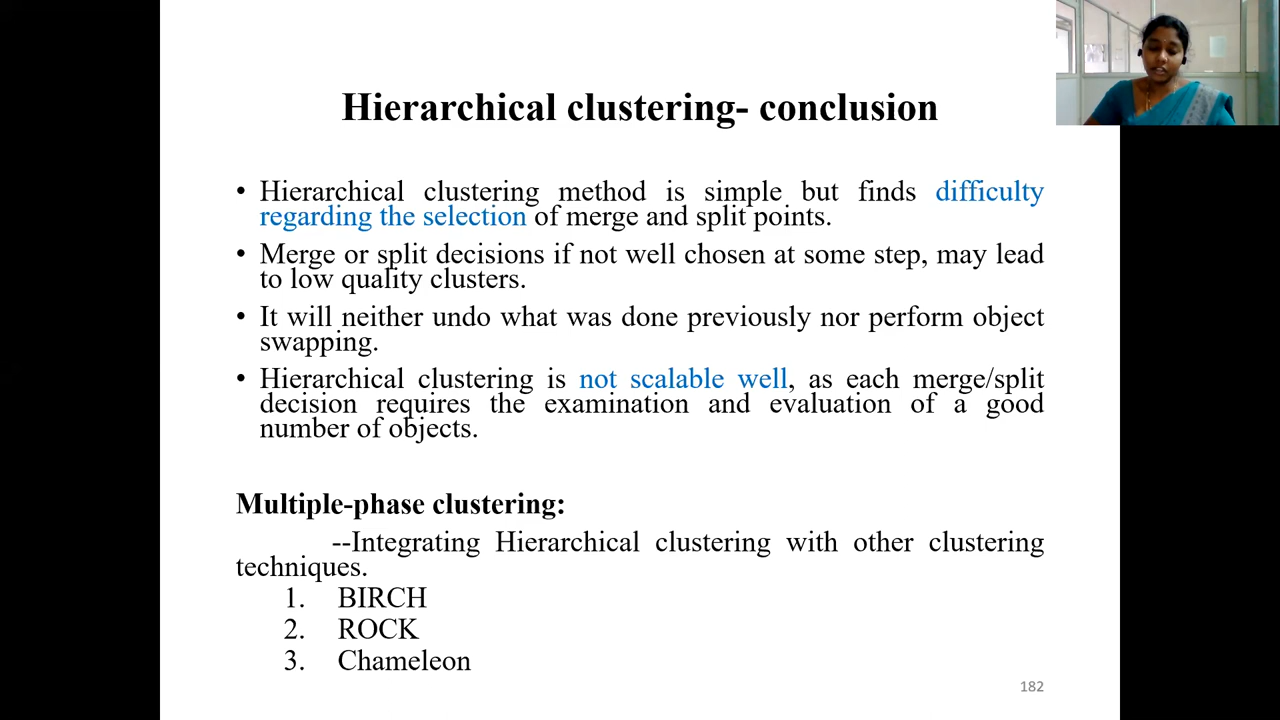 Hierarchical clustering- conclusion
• Hierarchical clustering method is simple but finds difficulty
regarding the selection of merge and split points.
• Merge or split decisions if not well chosen at some step, may lead
to low quality clusters.
• It will neither undo what was done previously nor perform object
swapping.
• Hierarchical clustering is not scalable well, as each merge/split
decision requires the examination and evaluation of a good
number of objects.
Multiple-phase clustering:
--Integrating Hierarchical clustering with other clustering
techniques.
1. BIRCH
2. ROCK
3. Chameleon
182